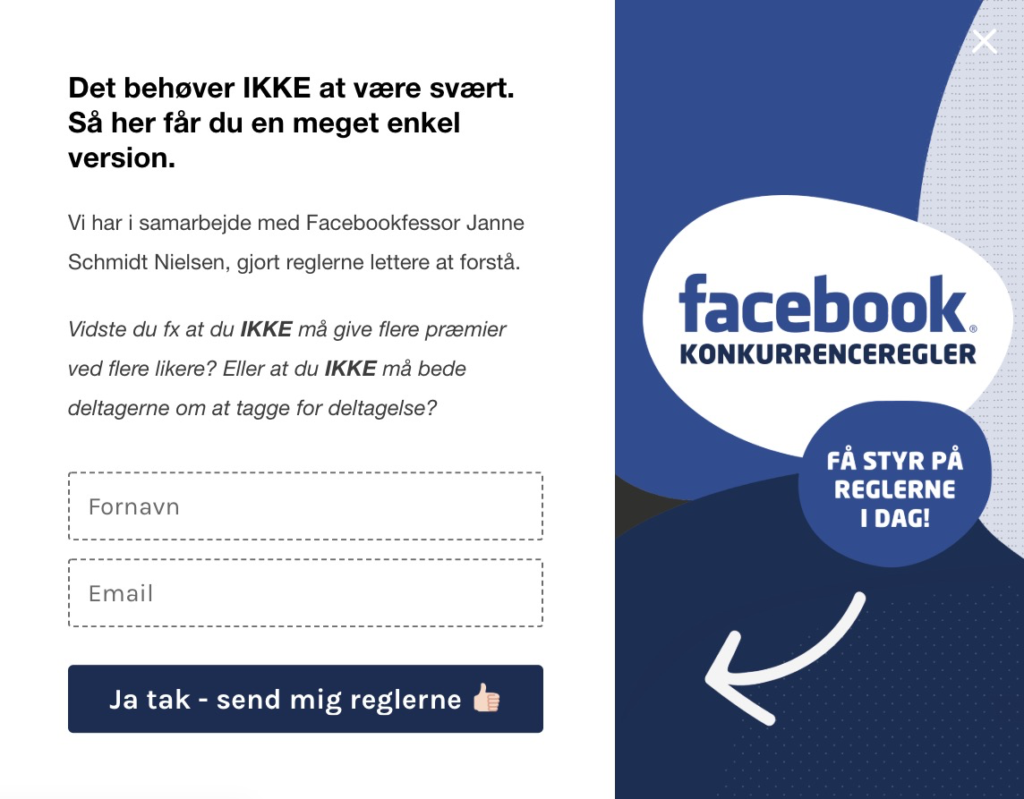 Det behøver IKKE at være svært.
Så her får du en meget enkel
version.
Vi har i samarbejde med Facebookfessor Janne
Schmidt Nielsen, gjort reglerne lettere at forstå.
Vidste du fx at du IKKE må give flere præmier
ved flere likere? Eller at du IKKE må bede
deltagerne om at tagge for deltagelse?
Fornavn
Email
Ja tak - send mig reglerne 👍🏻
facebook®
KONKURRENCEREGLER
FÅ STYR PÅ
REGLERNE
I DAG!